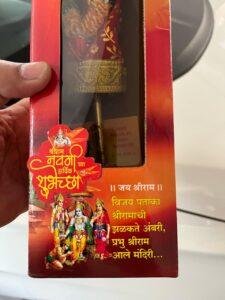 श्रीराम
नवमी च्या
हार्दिक
शुभेच्छा
।। जय श्रीराम ।।
विजय पताका
श्रीरामाची
झळकते अंबरी,
प्रभु श्रीराम
आले मंदिरी...